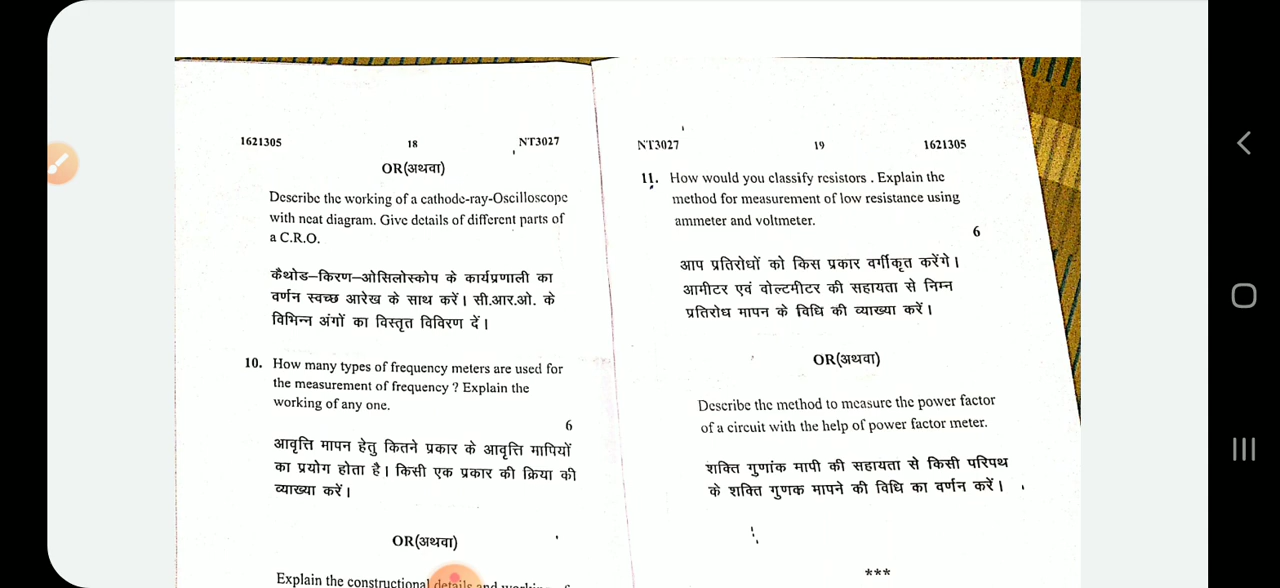 1621305 18 NT3027
OR(अथवा)
Describe the working of a cathode-ray-Oscilloscope
with neat diagram. Give details of different parts of
a C.R.O.
कैथोड–किरण–ओसिलोस्कोप के कार्यप्रणाली का
वर्णन स्वच्छ आरेख के साथ करें। सी.आर.ओ. के
विभिन्न अंगों का विस्तृत विविरण दें।
10. How many types of frequency meters are used for
the measurement of frequency ? Explain the
working of any one.
6
आवृत्ति मापन हेतु कितने प्रकार के आवृत्ति मापियों
का प्रयोग होता है। किसी एक प्रकार की क्रिया की
व्याख्या करें।
OR(अथवा)
Explain the constructional details and
NT3027 19 1621305
11. How would you classify resistors . Explain the
method for measurement of low resistance using
ammeter and voltmeter.
6
आप प्रतिरोधों को किस प्रकार वर्गीकृत करेंगे।
आमीटर एवं वोल्टमीटर की सहायता से निम्न
प्रतिरोध मापन के विधि की व्याख्या करें।
OR(अथवा)
Describe the method to measure the power factor
of a circuit with the help of power factor meter.
शक्ति गुणांक मापी की सहायता से किसी परिपथ
के शक्ति गुणक मापने की विधि का वर्णन करें।
***